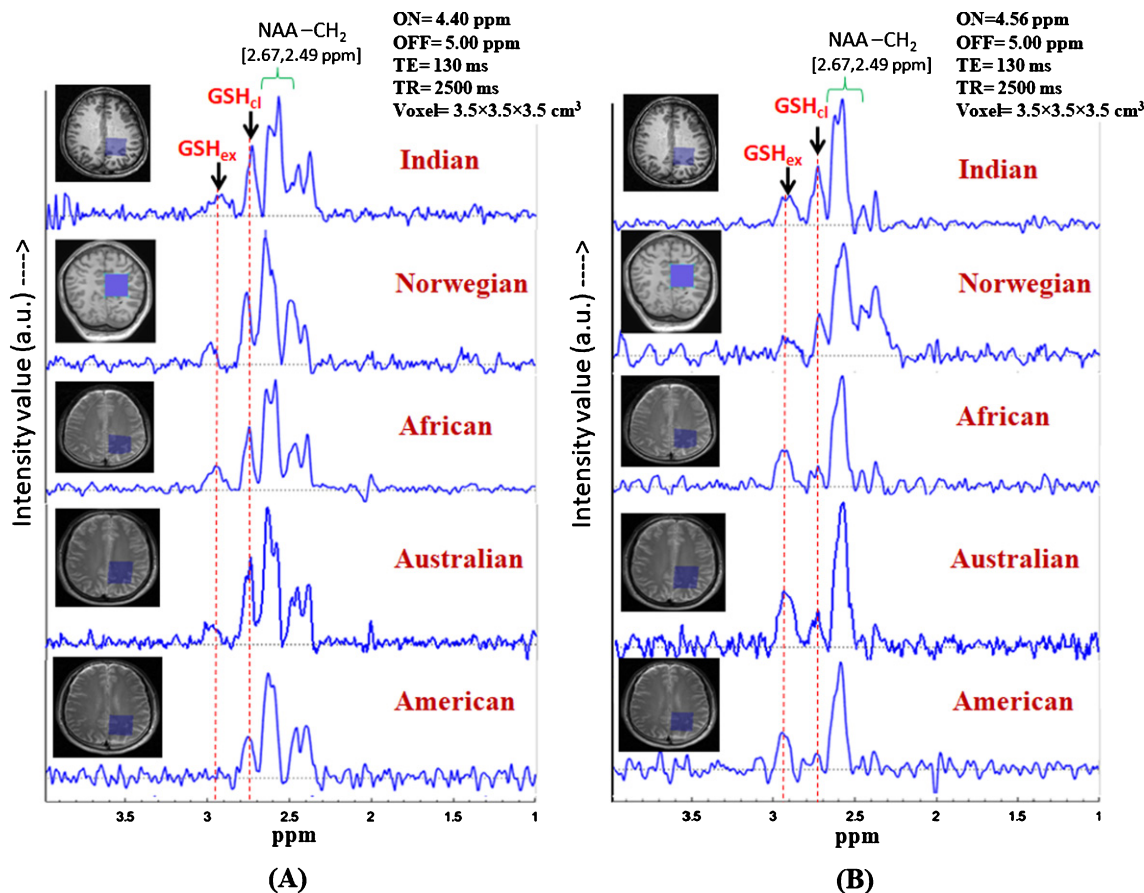 NAA –CH₂
[2.67,2.49 ppm]
ON= 4.40 ppm
OFF= 5.00 ppm
TE= 130 ms
TR= 2500 ms
Voxel= 3.5×3.5×3.5 cm³
GSHcl
GSHex
Indian
Norwegian
African
Australian
American
Intensity value (a.u.) ---->
3.5
3
2.5
2
1
ppm
(A)
NAA –CH₂
[2.67,2.49 ppm]
ON=4.56 ppm
OFF= 5.00 ppm
TE= 130 ms
TR= 2500 ms
Voxel= 3.5×3.5×3.5 cm³
GSHcl
GSHex
Indian
Norwegian
African
Australian
American
Intensity value (a.u.) ---->
3.5
3
2.5
2
1
ppm
(B)